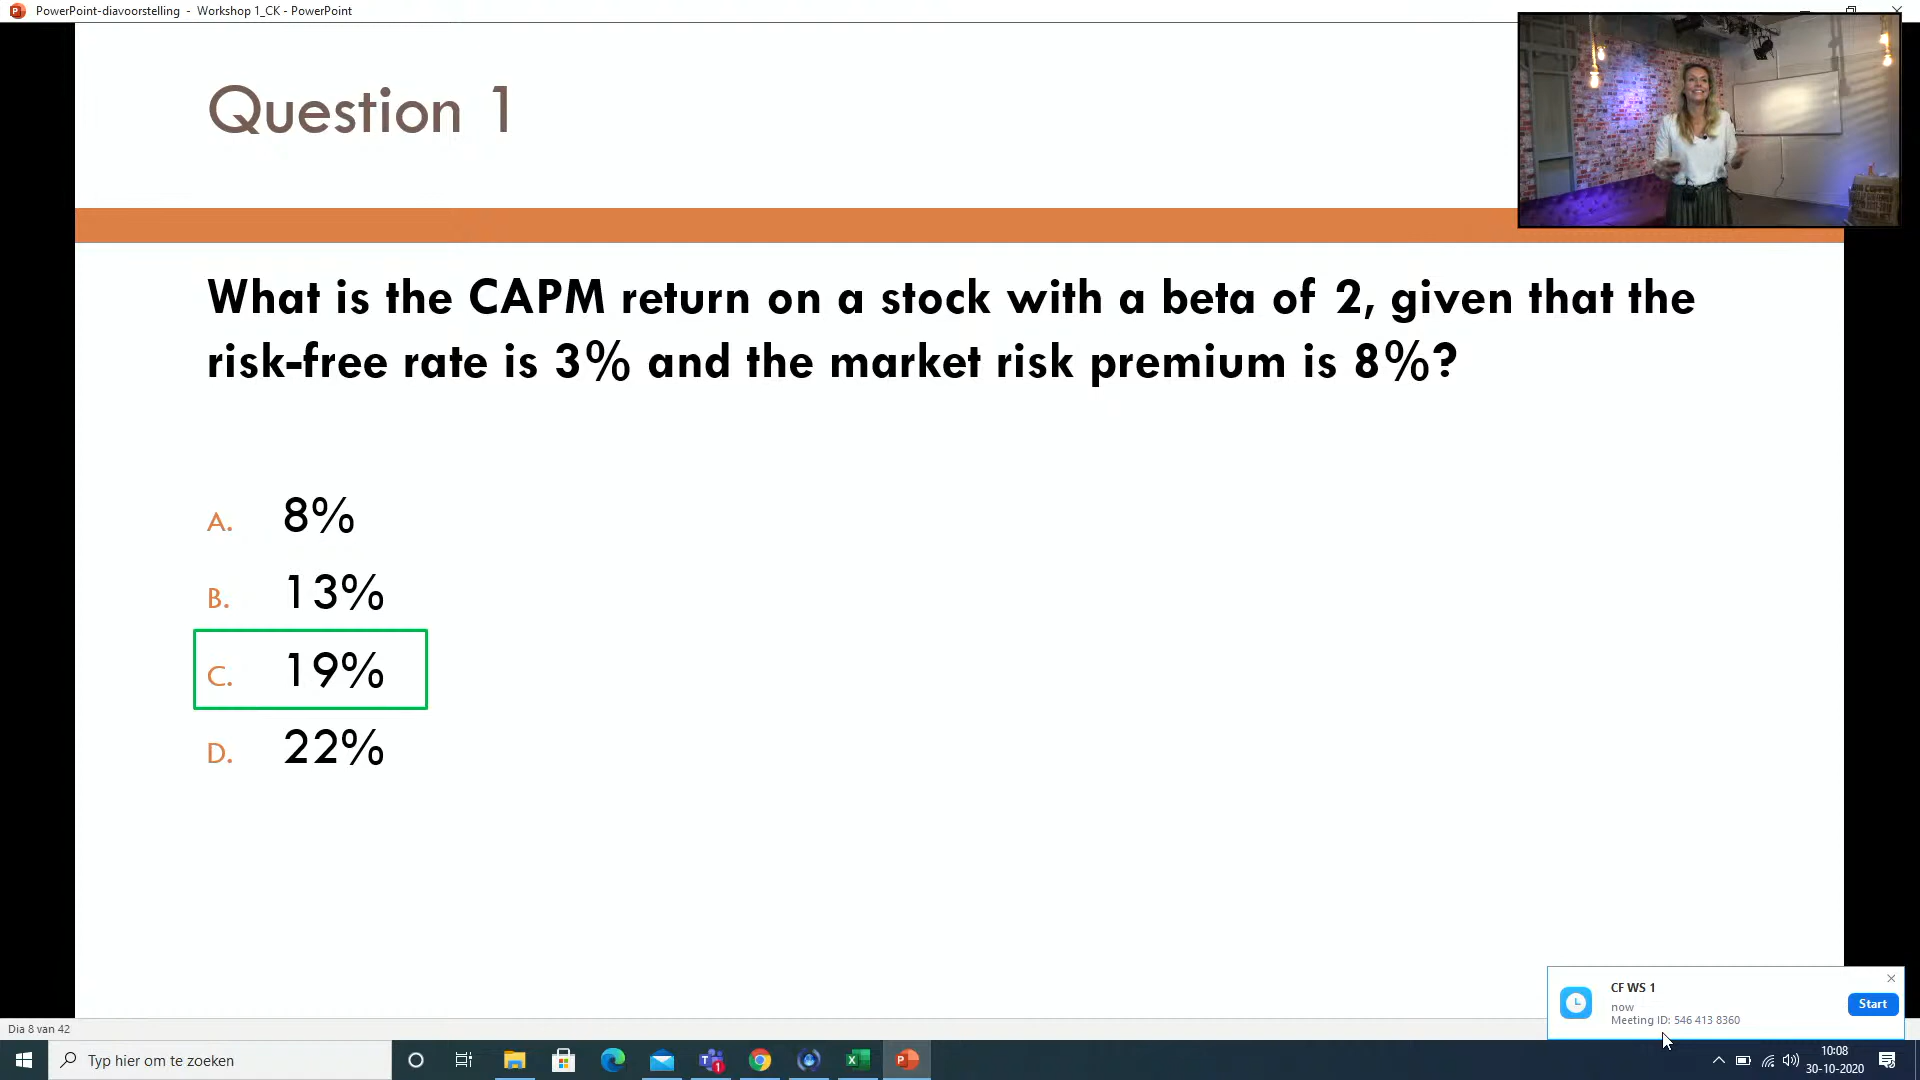 PowerPoint-diavoorstelling - Workshop 1_CK - PowerPoint
Question 1
What is the CAPM return on a stock with a beta of 2, given that the
risk-free rate is 3% and the market risk premium is 8%?
A. 8%
B. 13%
C. 19%
D. 22%
CF WS 1
now
Start
Meeting ID: 546 413 8360
Dia 8 van 42
Typ hier om te zoeken
1
10:08
30-10-2020